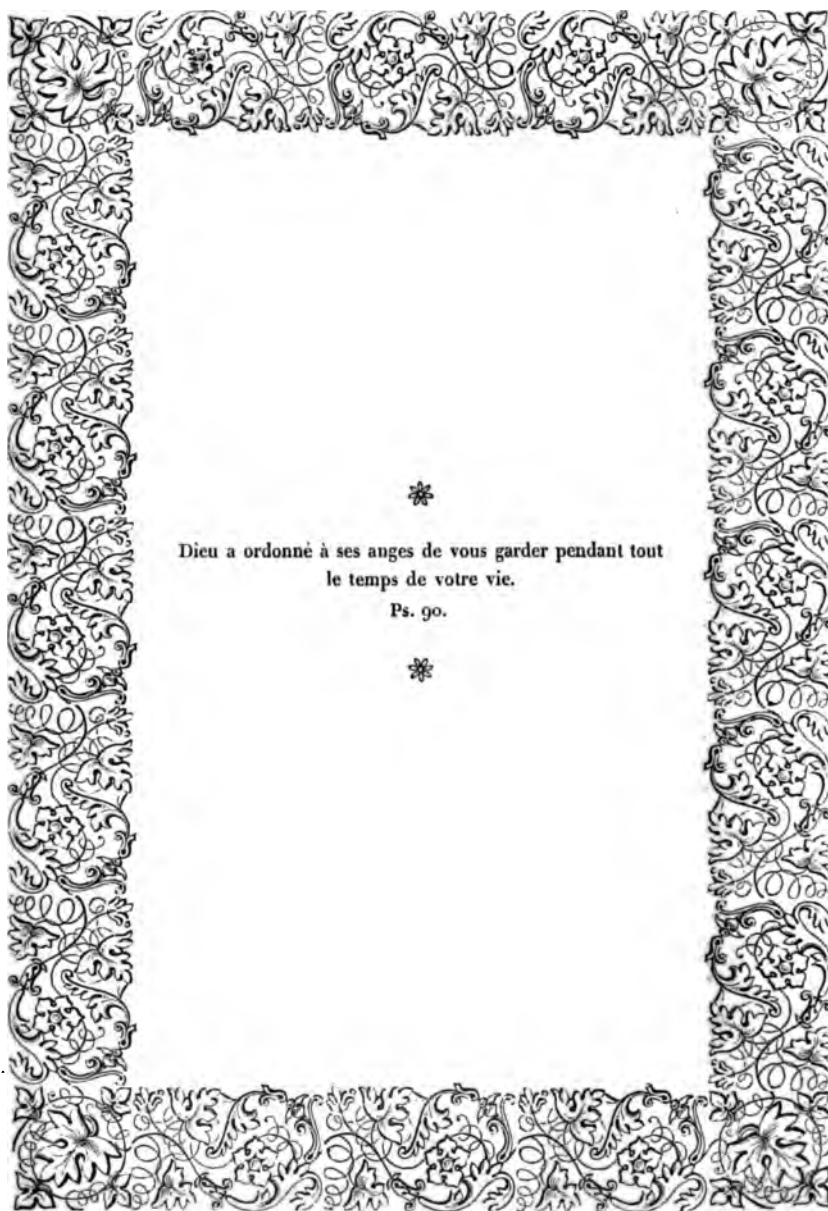 Dieu a ordonné à ses anges de vous garder pendant tout
le temps de votre vie.
Ps. 90.